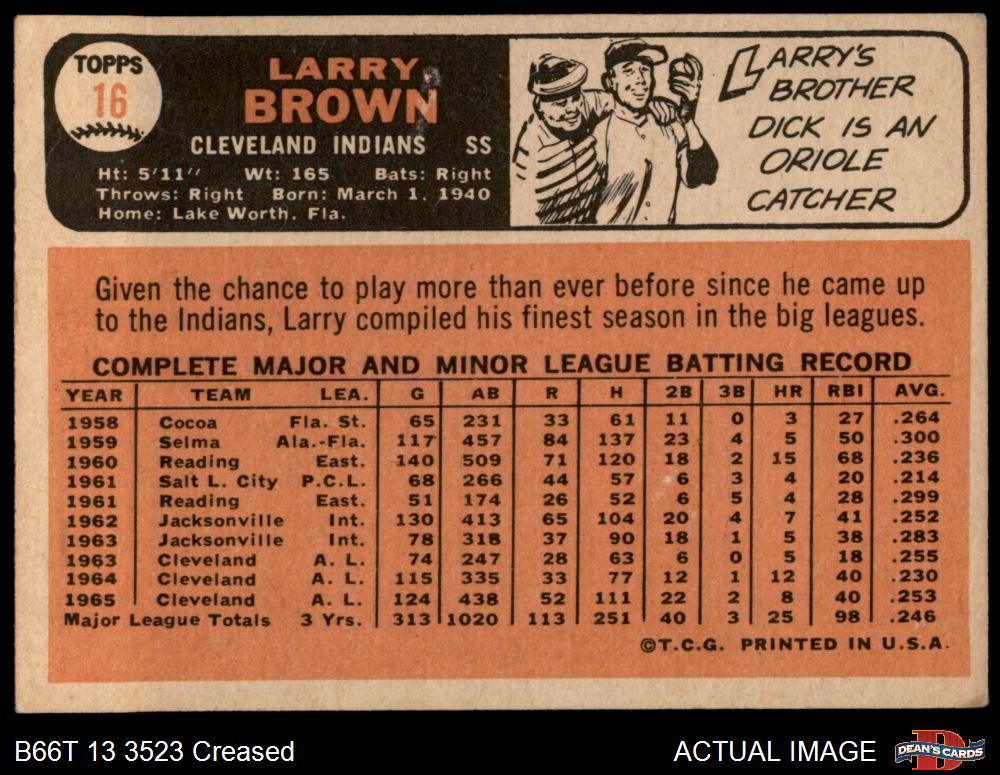 TOPPS
16
LARRY
BROWN
CLEVELAND INDIANS SS
Ht: 5'11" Wt: 165 Bats: Right
Throws: Right Born: March 1, 1940
Home: Lake Worth, Fla.
LARRY'S
BROTHER
DICK IS AN
ORIOLE
CATCHER
Given the chance to play more than ever before since he came up
to the Indians, Larry compiled his finest season in the big leagues.
COMPLETE MAJOR AND MINOR LEAGUE BATTING RECORD
YEAR TEAM LEA. G AB R H 2B 3B HR RBI AVG.
1958 Cocoa Fla. St. 65 231 33 61 11 0 3 27 .264
1959 Selma Ala.-Fla. 117 457 84 137 23 4 5 50 .300
1960 Reading East. 140 509 71 120 18 2 15 68 .236
1961 Salt L. City P.C.L. 68 266 44 57 6 3 4 20 .214
1961 Reading East. 51 174 26 52 6 5 4 28 .299
1962 Jacksonville Int. 130 413 65 104 20 4 7 41 .252
1963 Jacksonville Int. 78 318 37 90 18 1 5 38 .283
1963 Cleveland A. L. 74 247 28 63 6 0 5 18 .255
1964 Cleveland A. L. 115 335 33 77 12 1 12 40 .230
1965 Cleveland A. L. 124 438 52 111 22 2 8 40 .253
Major League Totals 3 Yrs. 313 1020 113 251 40 3 25 98 .246
©T.C.G. PRINTED IN U.S.A.
B66T 13 3523 Creased
ACTUAL IMAGE
D
DEAN'S CARDS